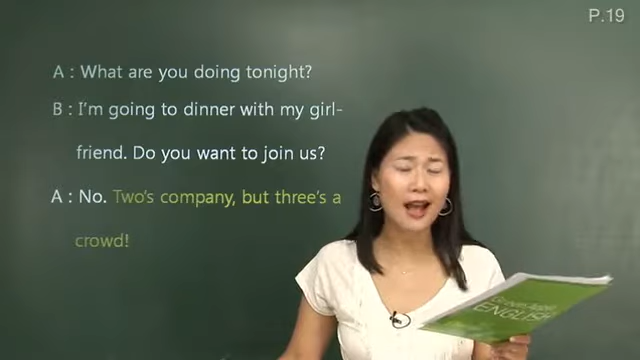 P.19
A : What are you doing tonight?
B : I'm going to dinner with my girl-
friend. Do you want to join us?
A : No. Two's company, but three's a
crowd!
ENGLISH